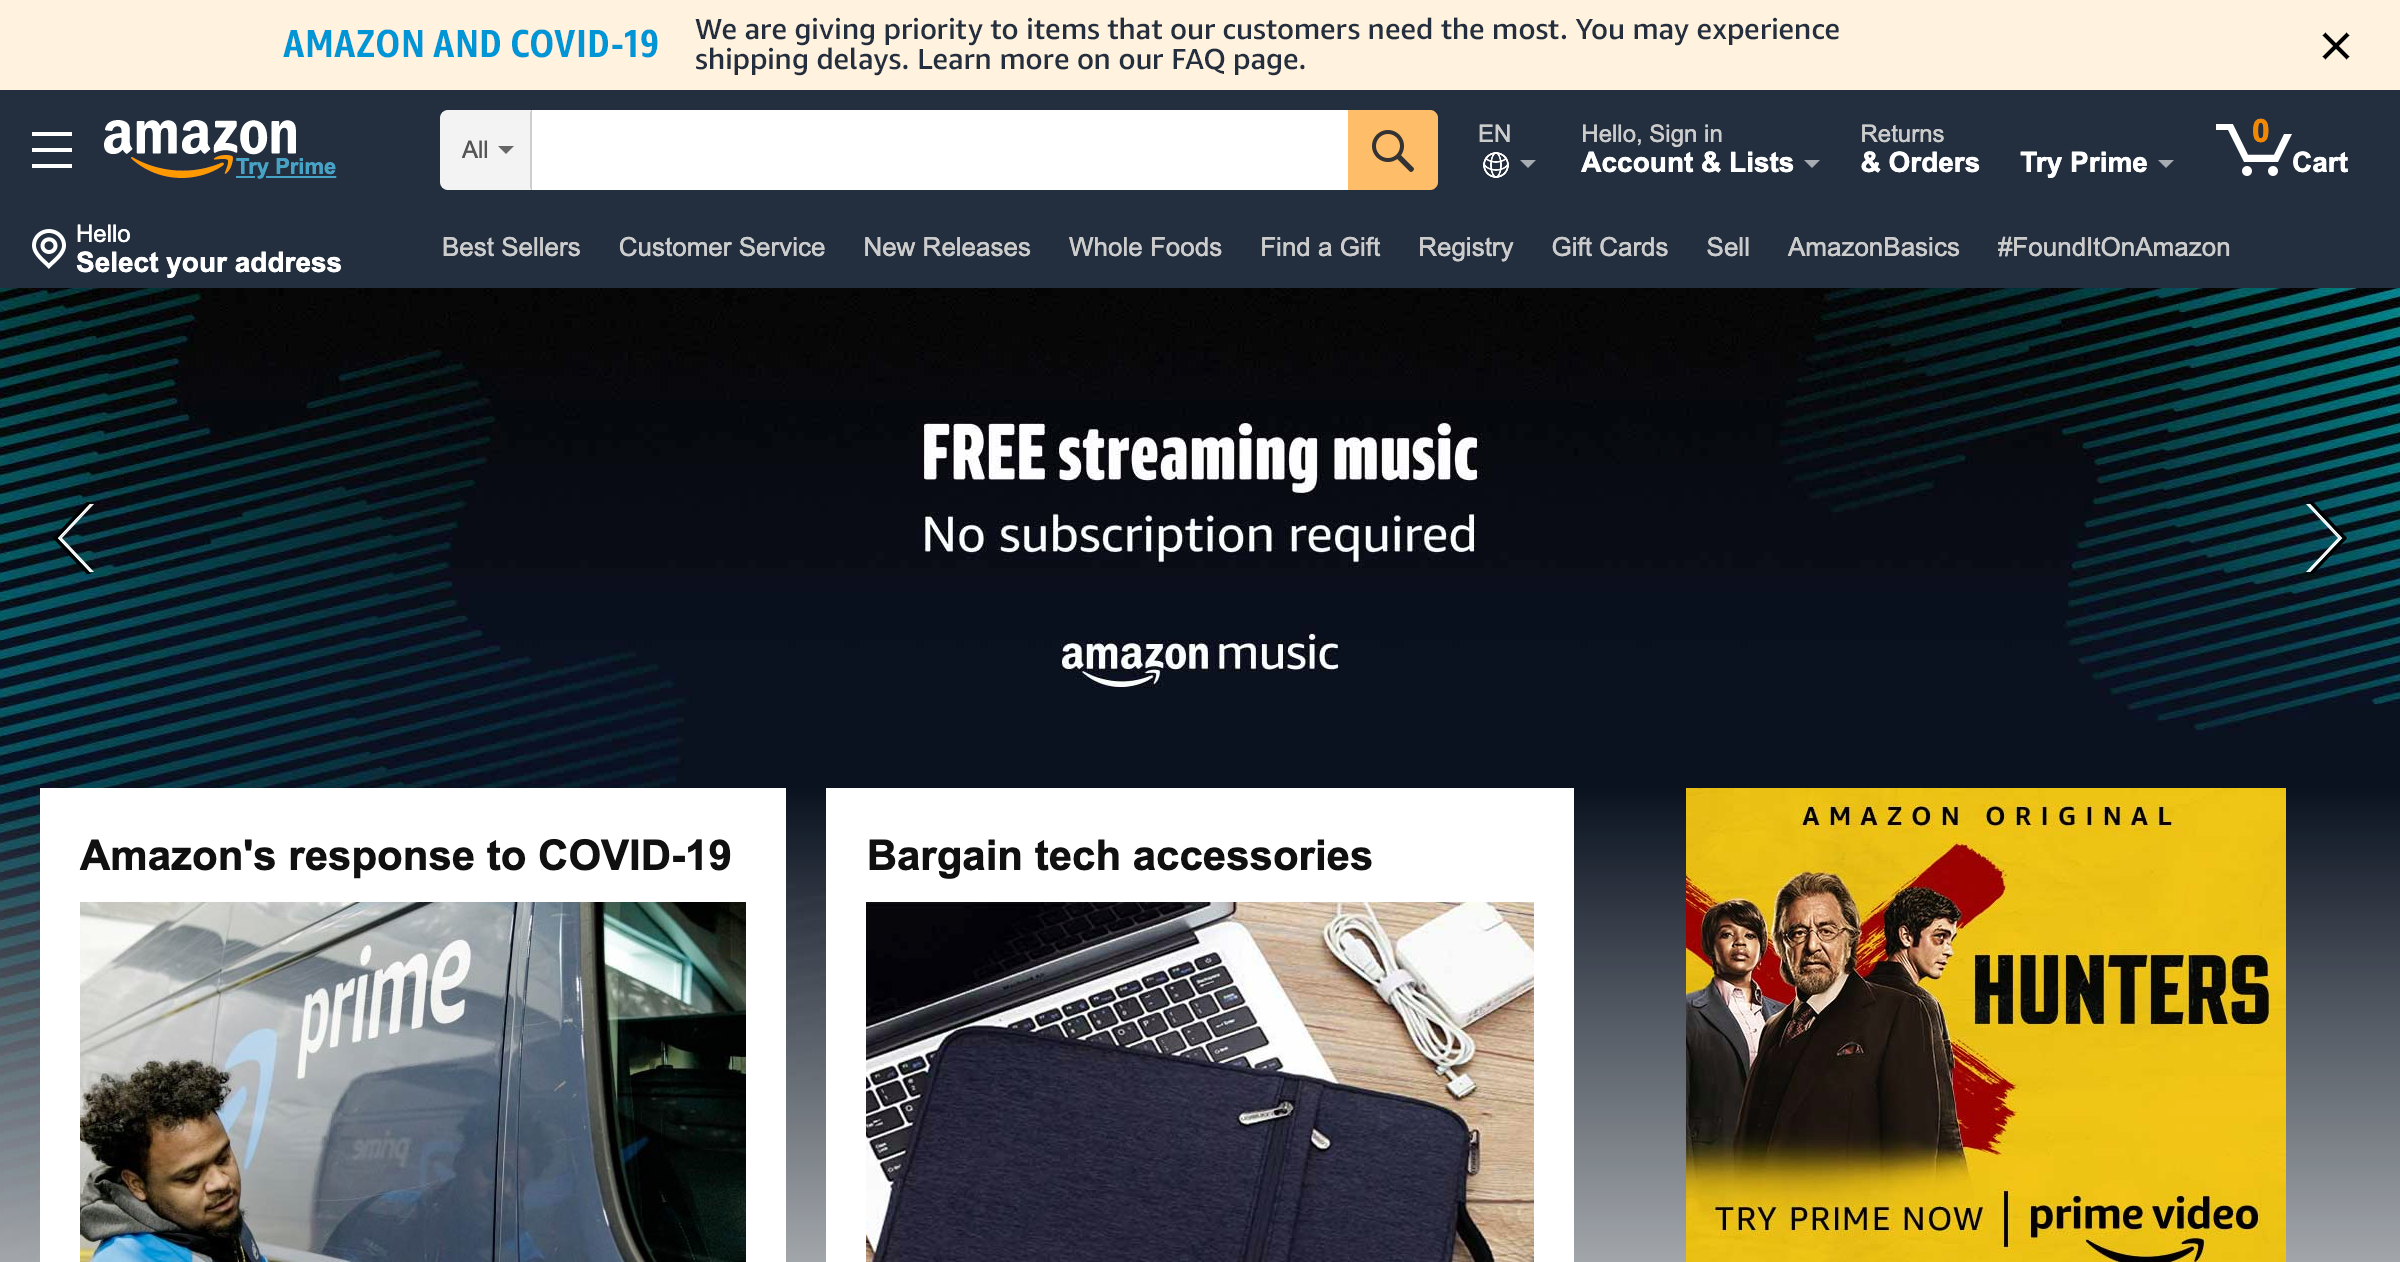 AMAZON AND COVID-19
We are giving priority to items that our customers need the most. You may experience
shipping delays. Learn more on our FAQ page.
amazon
Try Prime
All
EN
Hello, Sign in
Account & Lists
Returns
& Orders
Try Prime
0
Cart
Hello
Select your address
Best Sellers
Customer Service
New Releases
Whole Foods
Find a Gift
Registry
Gift Cards
Sell
AmazonBasics
#FoundItOnAmazon
FREE streaming music
No subscription required
amazon music
Amazon's response to COVID-19
prime
Bargain tech accessories
AMAZON ORIGINAL
HUNTERS
TRY PRIME NOW
prime video